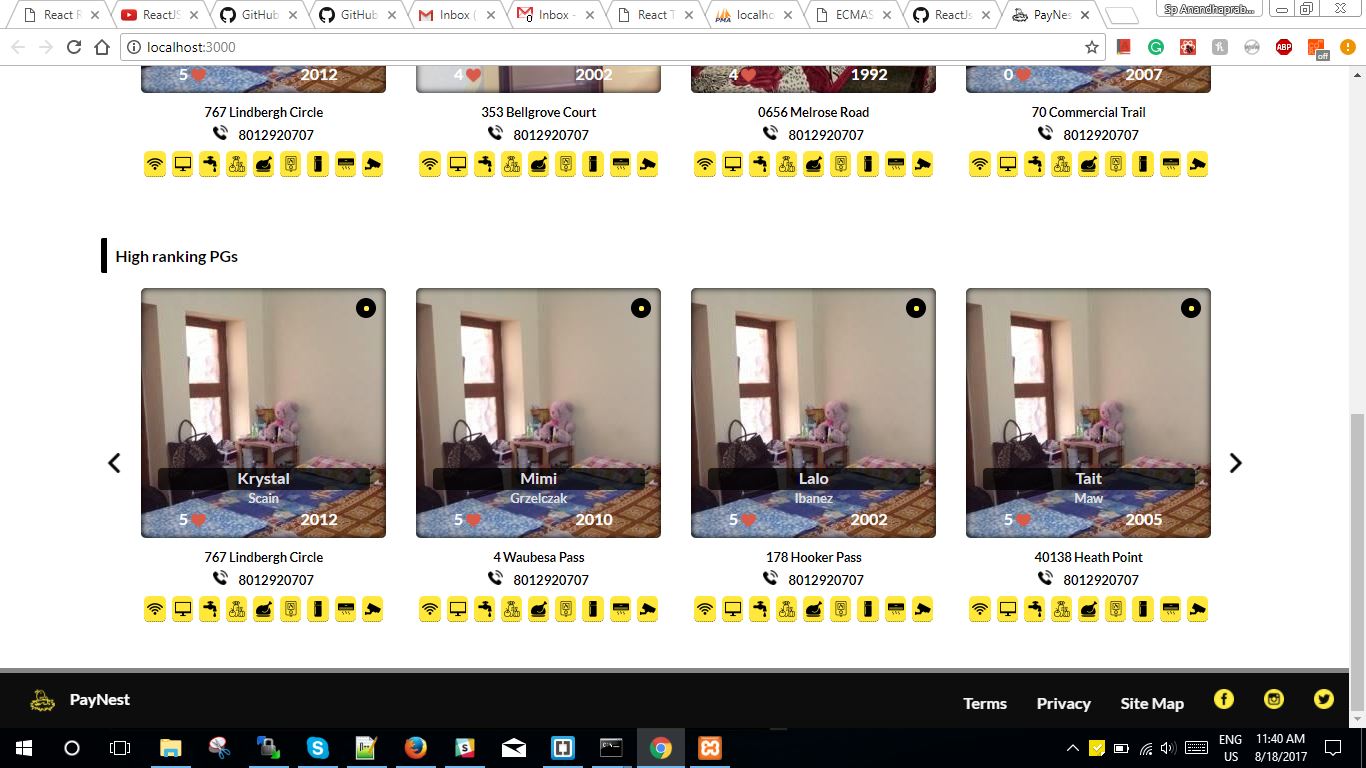 React R
ReactJS
GitHub
GitHub
Inbox (
Inbox -
React T
localho
ECMAS
ReactJs
PayNes
Sp Anandhaprab...
localhost:3000
ABP
off
5 2012
4 2002
4 1992
0 2007
767 Lindbergh Circle
353 Bellgrove Court
0656 Melrose Road
70 Commercial Trail
8012920707
8012920707
8012920707
8012920707
High ranking PGs
Krystal
Scain
5 2012
Mimi
Grzelczak
5 2010
Lalo
Ibanez
5 2002
Tait
Maw
5 2005
767 Lindbergh Circle
4 Waubesa Pass
178 Hooker Pass
40138 Heath Point
8012920707
8012920707
8012920707
8012920707
PayNest
Terms
Privacy
Site Map
ENG
US
11:40 AM
8/18/2017